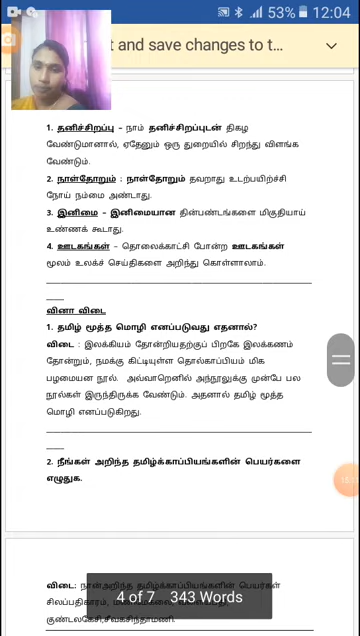 53% 12:04
t and save changes to t...
1. தனிச்சிறப்பு – நாம் தனிச்சிறப்புடன் திகழ
வேண்டுமானால், ஏதேனும் ஒரு துறையில் சிறந்து விளங்க
வேண்டும்.
2. நாள்தோறும் : நாள்தோறும் தவறாது உடற்பயிற்ச்சி
நோய் நம்மை அண்டாது.
3. இனிமை – இனிமையான தின்பண்டங்களை மிகுதியாய்
உண்ணக் கூடாது.
4. ஊடகங்கள் – தொலைக்காட்சி போன்ற ஊடகங்கள்
மூலம் உலக்ச் செய்திகளை அறிந்து கொள்ளாலாம்.
வினா விடை
1. தமிழ் மூத்த மொழி எனப்படுவது எதனால்?
விடை : இலக்கியம் தோன்றியதற்குப் பிறகே இலக்கணம்
தோன்றும், நமக்கு கிட்டியுள்ள தொல்காப்பியம் மிக
பழமையன நூல். அவ்வாறெனில் அந்நூலுக்கு முன்பே பல
நூல்கள் இருந்திருக்க வேண்டும். அதனால் தமிழ் மூத்த
மொழி எனப்படுகிறது.
2. நீங்கள் அறிந்த தமிழ்க்காப்பியங்களின் பெயர்களை
எழுதுக.
விடை: நான்அறிந்த தமிழ்க்காப்பியங்களின் பெயர்கள்
சிலப்பதிகாரம்,
குண்டலகேசி,சீவகசிந்தாமணி.
4 of 7 343 Words